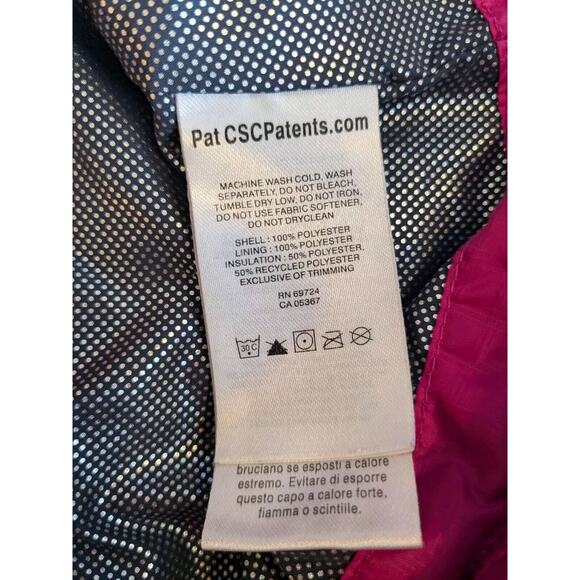 Pat CSCPatents.com
MACHINE WASH COLD, WASH
SEPARATELY, DO NOT BLEACH,
TUMBLE DRY LOW, DO NOT IRON,
DO NOT USE FABRIC SOFTENER,
DO NOT DRYCLEAN
SHELL : 100% POLYESTER
LINING : 100% POLYESTER
INSULATION : 50% POLYESTER
50% RECYCLED POLYESTER
EXCLUSIVE OF TRIMMING
RN 69724
CA 05367
30 C
bruciano se esposti a calore
estremo. Evitare di esporre
questo capo a calore forte,
fiamma o scintille.